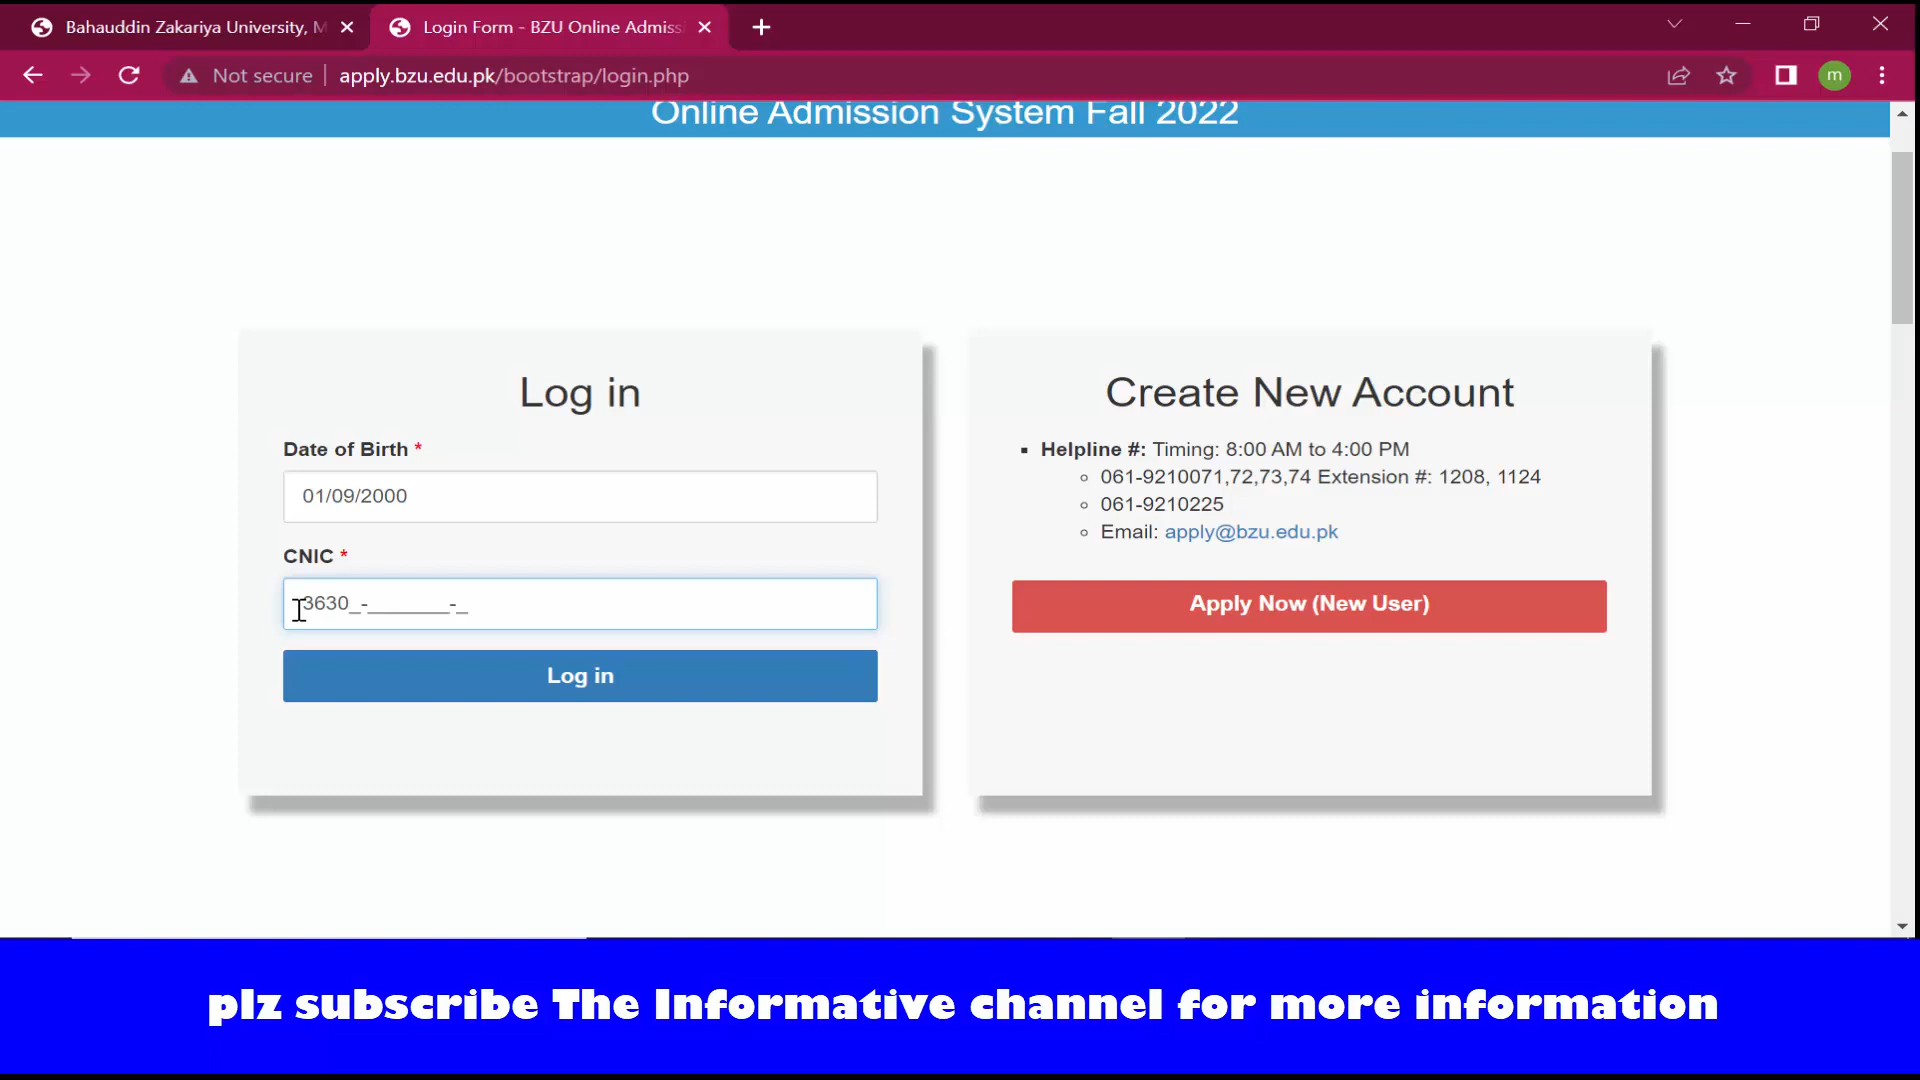 Bahauddin Zakariya University, M
Login Form - BZU Online Admiss
Not secure
apply.bzu.edu.pk/bootstrap/login.php
m
Online Admission System Fall 2022
Log in
Date of Birth *
01/09/2000
CNIC *
3630_-_______-_
Log in
Create New Account
Helpline #: Timing: 8:00 AM to 4:00 PM
061-9210071,72,73,74 Extension #: 1208, 1124
061-9210225
Email: apply@bzu.edu.pk
Apply Now (New User)
plz subscribe The Informative channel for more information